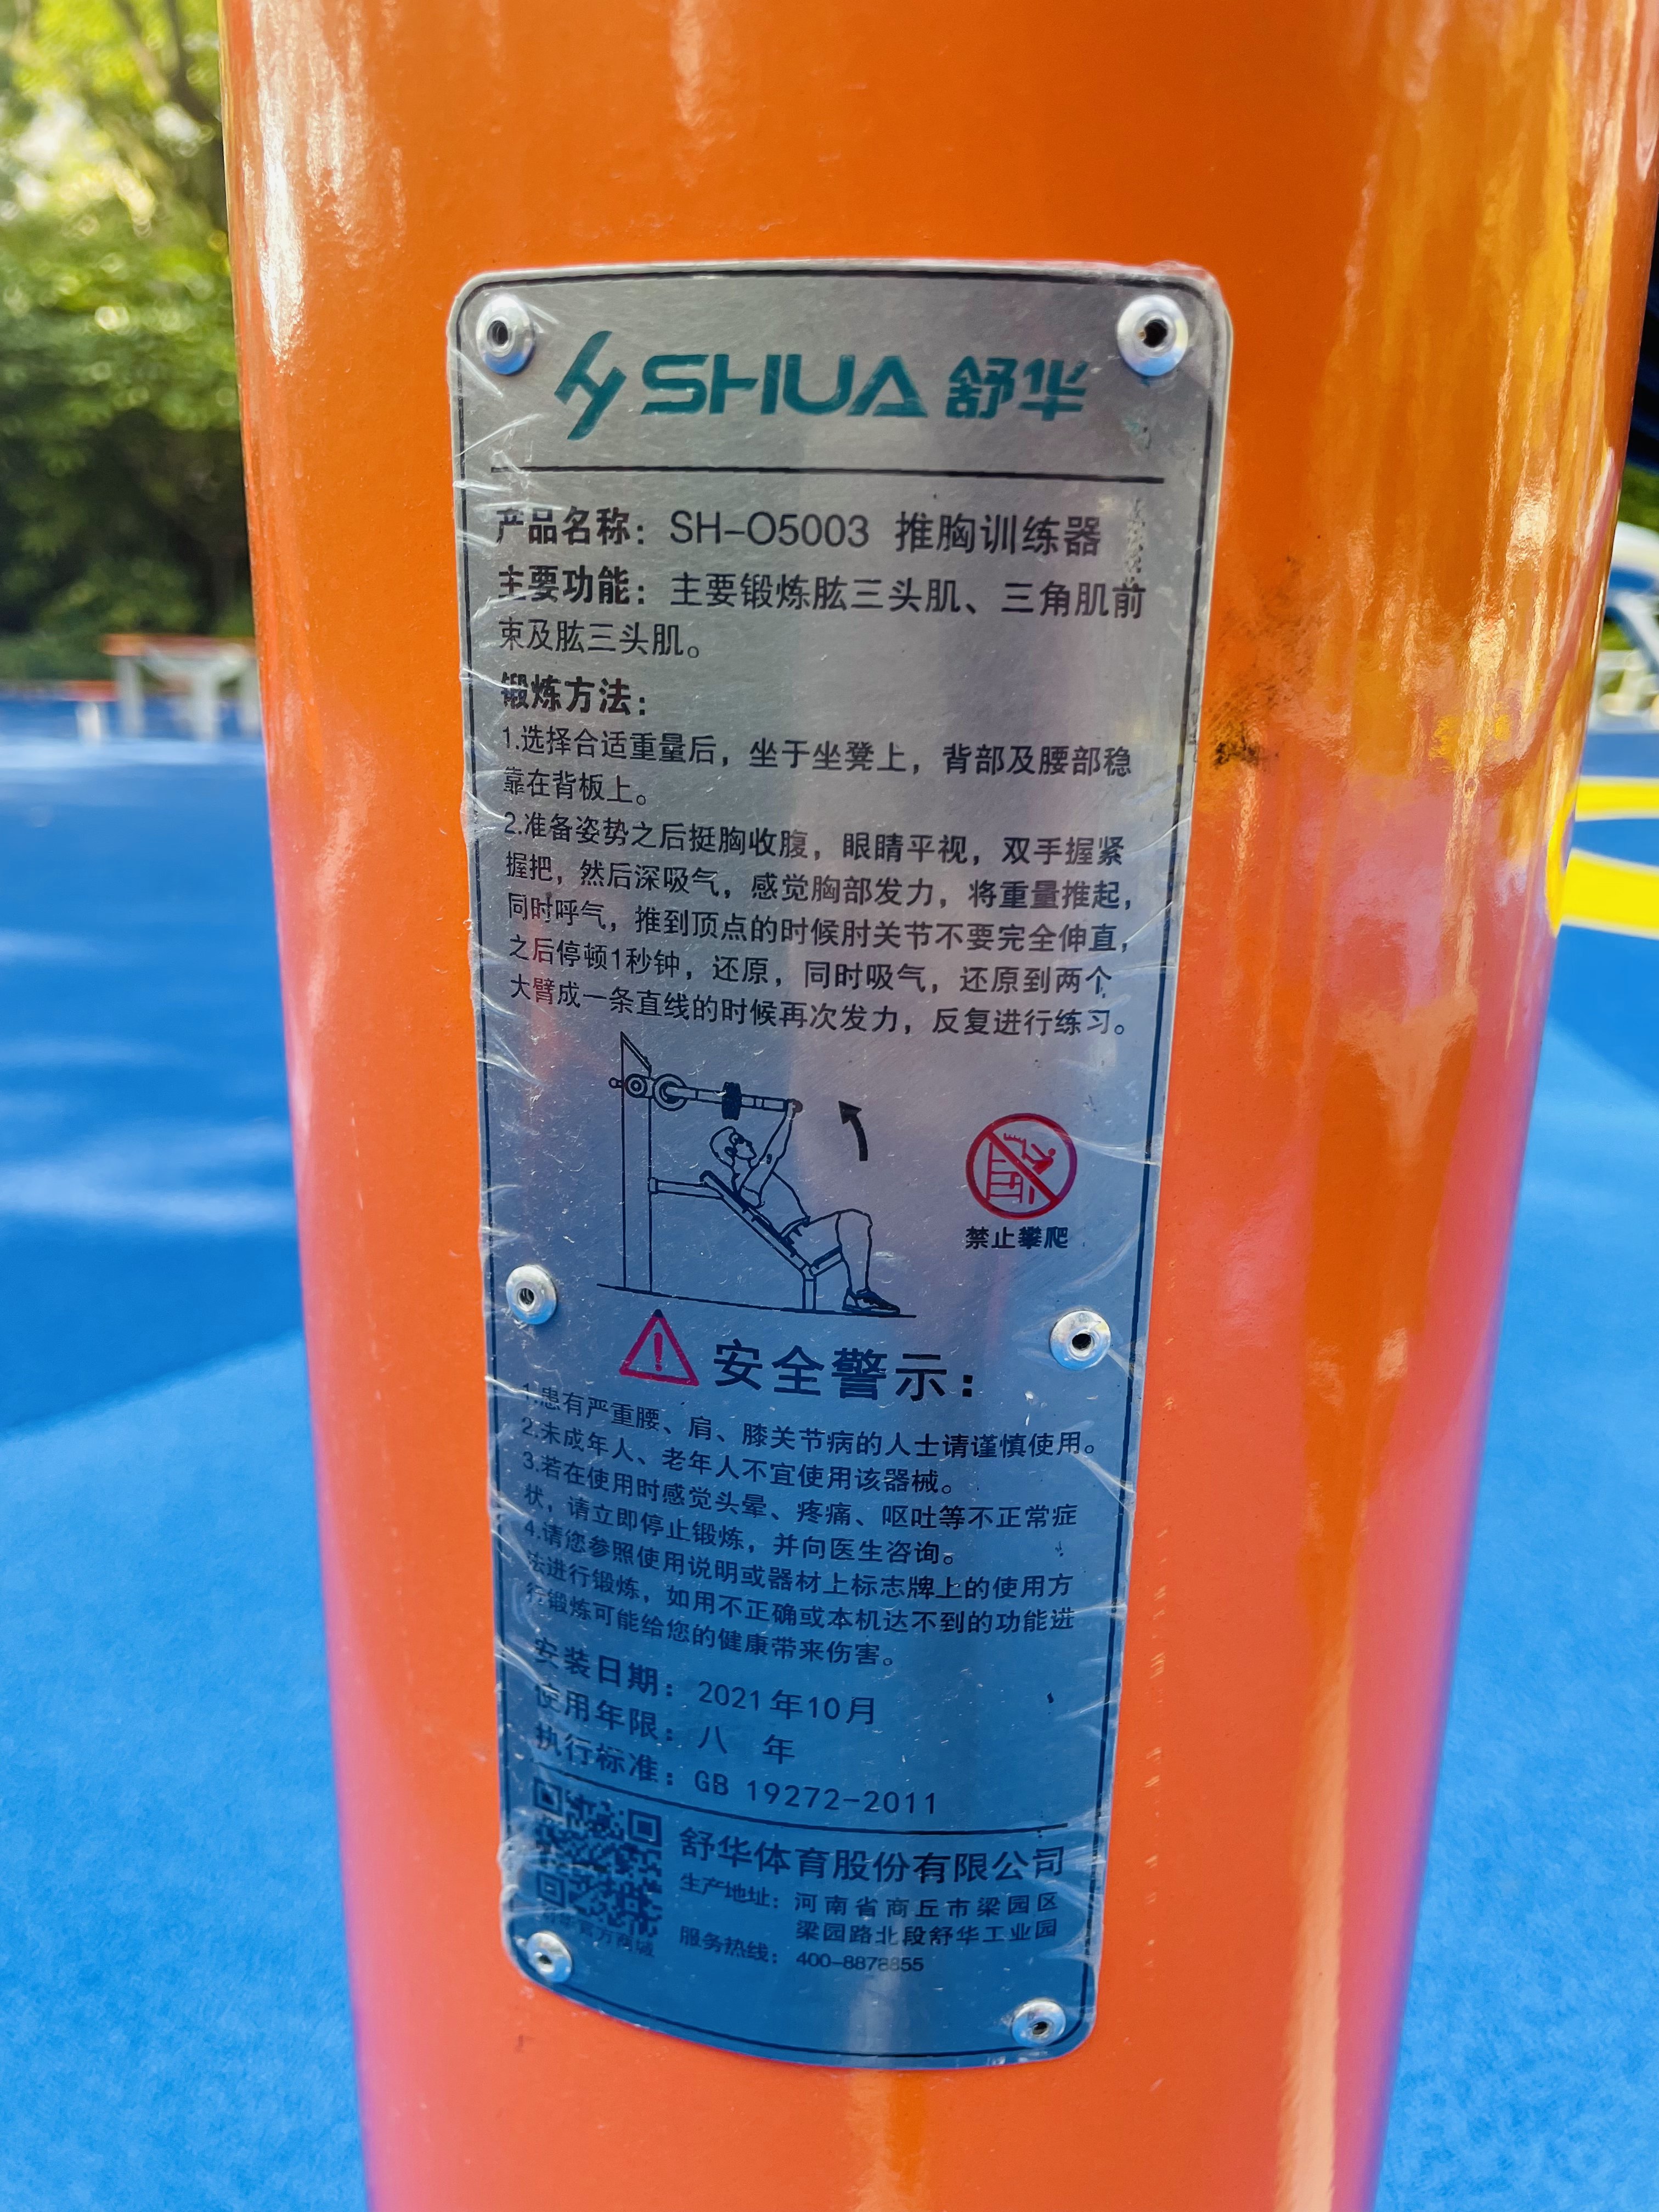 SHUA 舒华
产品名称：SH-O5003 推胸训练器
主要功能：主要锻炼肱三头肌、三角肌前
束及肱三头肌。
锻炼方法：
1.选择合适重量后，坐于坐凳上，背部及腰部稳
靠在背板上。
2.准备姿势之后挺胸收腹，眼睛平视，双手握紧
握把，然后深吸气，感觉胸部发力，将重量推起，
同时呼气，推到顶点的时候肘关节不要完全伸直，
之后停顿1秒钟，还原，同时吸气，还原到两个
大臂成一条直线的时候再次发力，反复进行练习。
禁止攀爬
安全警示：
1.患有严重腰、肩、膝关节病的人士请谨慎使用。
2.未成年人、老年人不宜使用该器械。
3.若在使用时感觉头晕、疼痛、呕吐等不正常症
状，请立即停止锻炼，并向医生咨询。
4.请您参照使用说明或器材上标志牌上的使用方
法进行锻炼，如用不正确或本机达不到的功能进
行锻炼可能给您的健康带来伤害。
安装日期：2021年10月
使用年限：八 年
执行标准：GB 19272-2011
舒华体育股份有限公司
生产地址：河南省商丘市梁园区
梁园路北段舒华工业园
服务热线：400-8878855
舒华官方商城